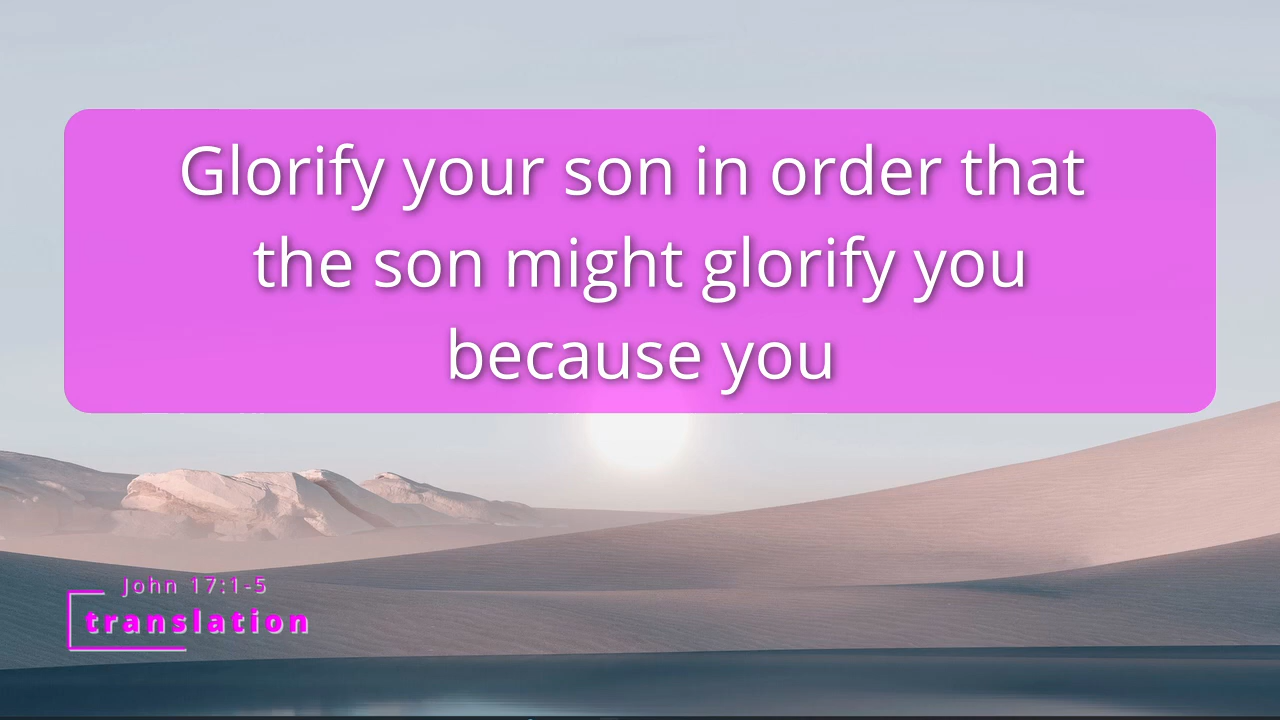 Glorify your son in order that
the son might glorify you
because you
John 17:1-5
translation